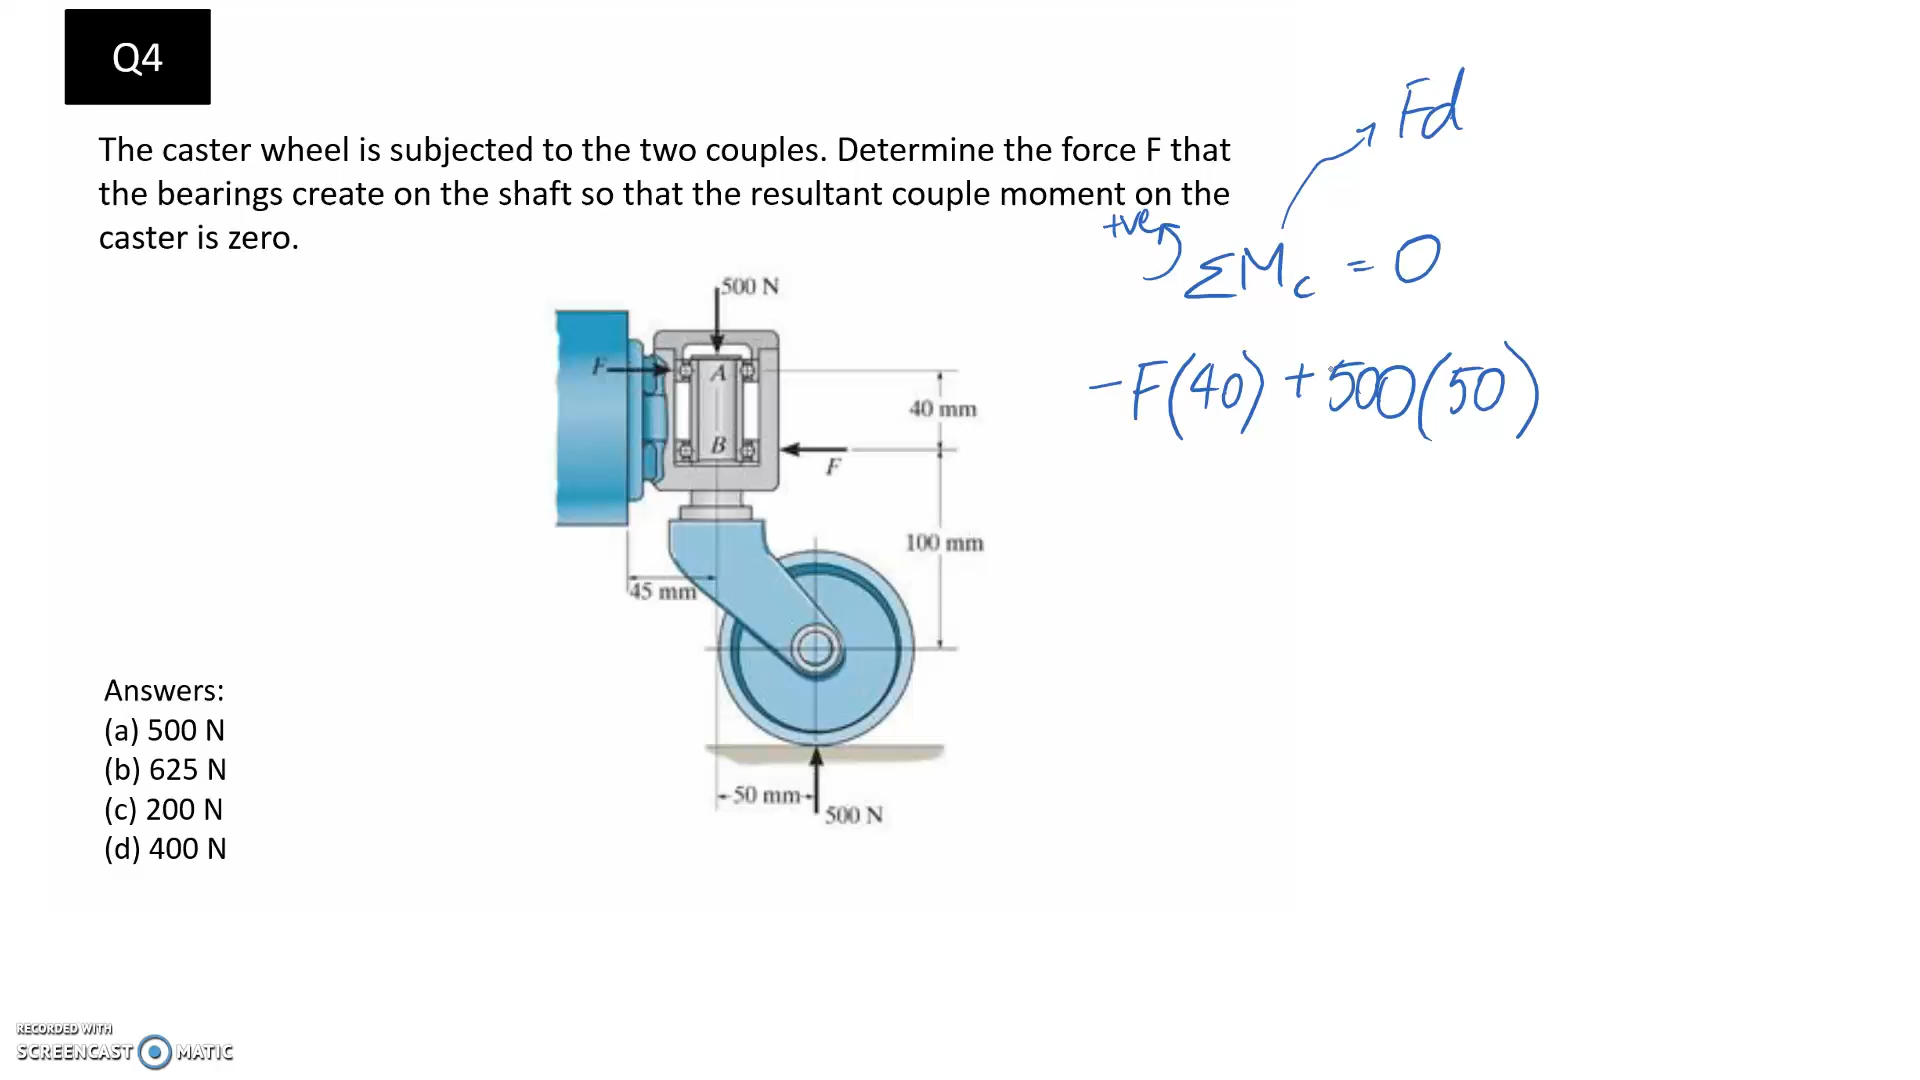 Q4
The caster wheel is subjected to the two couples. Determine the force F that
the bearings create on the shaft so that the resultant couple moment on the
caster is zero.
Fd
+ve
ΣMc = 0
-F(40) + 500(50)
500 N
F
A
40 mm
B
F
100 mm
45 mm
50 mm
500 N
Answers:
(a) 500 N
(b) 625 N
(c) 200 N
(d) 400 N
RECORDED WITH
SCREENCAST MATIC